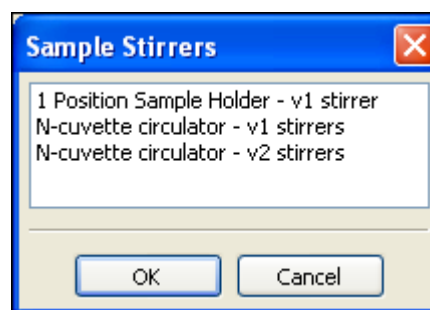 Sample Stirrers
1 Position Sample Holder - v1 stirrer
N-cuvette circulator - v1 stirrers
N-cuvette circulator - v2 stirrers
OK
Cancel